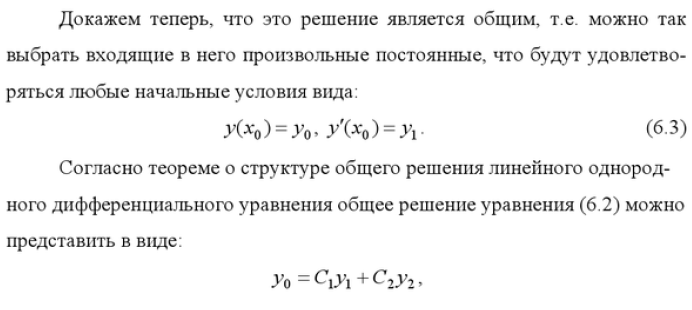 Докажем теперь, что это решение является общим, т.е. можно так
выбрать входящие в него произвольные постоянные, что будут удовлетво-
ряться любые начальные условия вида:
y(x₀) = y₀, y′(x₀) = y₁. (6.3)
Согласно теореме о структуре общего решения линейного однород-
ного дифференциального уравнения общее решение уравнения (6.2) можно
представить в виде:
y₀ = C₁y₁ + C₂y₂,